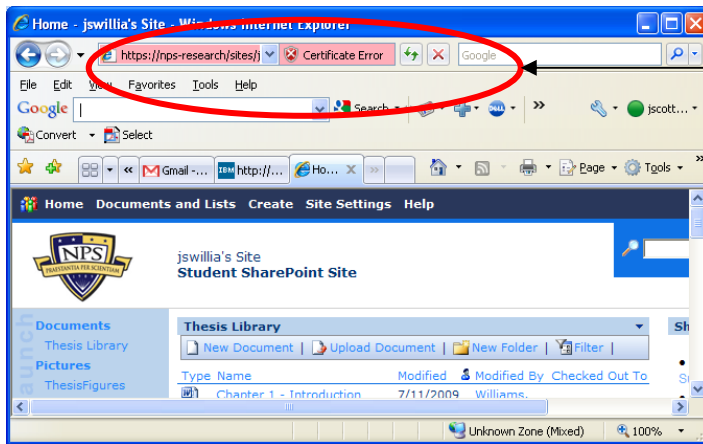 Home - jswillia's Site - Windows Internet Explorer
https://nps-research/sites/j Certificate Error Google
File Edit View Favorites Tools Help
Google Search jscott...
Convert Select
Gmail -... IBM http://... Ho... Page Tools
Home Documents and Lists Create Site Settings Help
NPS
PRAESTANTIA PER SCIENTIAM
jswillia's Site
Student SharePoint Site
Documents
Thesis Library
Pictures
ThesisFigures
Thesis Library Sh
New Document | Upload Document | New Folder | Filter |
Type Name Modified Modified By Checked Out To
Chapter 1 - Introduction 7/11/2009 Williams,
Unknown Zone (Mixed) 100%